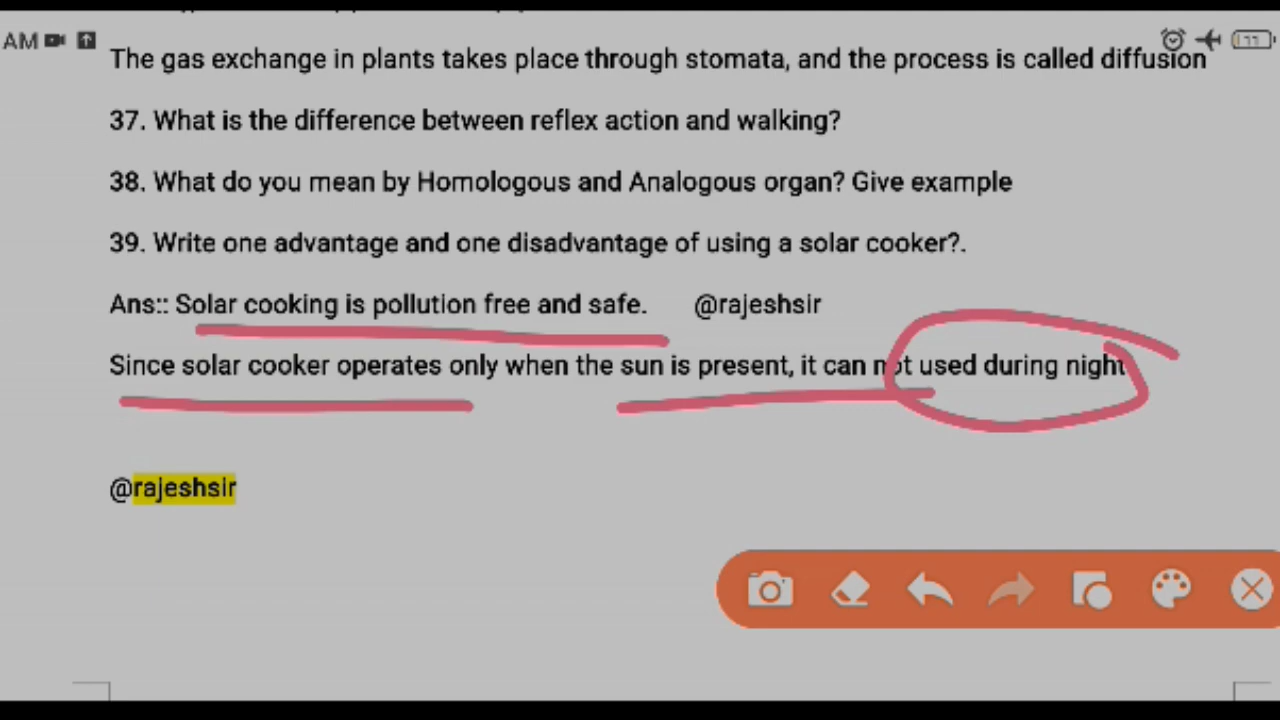 AM
The gas exchange in plants takes place through stomata, and the process is called diffusion
37. What is the difference between reflex action and walking?
38. What do you mean by Homologous and Analogous organ? Give example
39. Write one advantage and one disadvantage of using a solar cooker?.
Ans:: Solar cooking is pollution free and safe. @rajeshsir
Since solar cooker operates only when the sun is present, it can not used during night
@rajeshsir